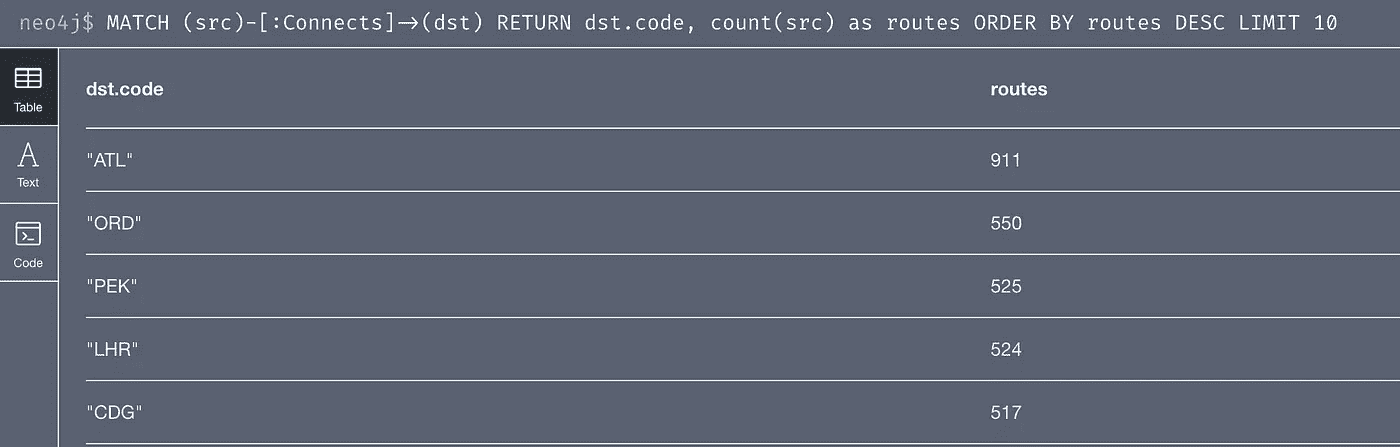 neo4j$ MATCH (src)-[:Connects]->(dst) RETURN dst.code, count(src) as routes ORDER BY routes DESC LIMIT 10
Table
Text
Code
dst.code routes
"ATL" 911
"ORD" 550
"PEK" 525
"LHR" 524
"CDG" 517